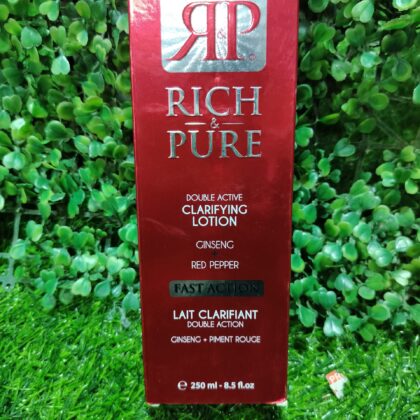 R&P®
RICH
&
PURE
DOUBLE ACTIVE
CLARIFYING
LOTION
GINSENG
+
RED PEPPER
FAST ACTION
LAIT CLARIFIANT
DOUBLE ACTION
GINSENG + PIMENT ROUGE
e 250 ml - 8.5 fl.oz